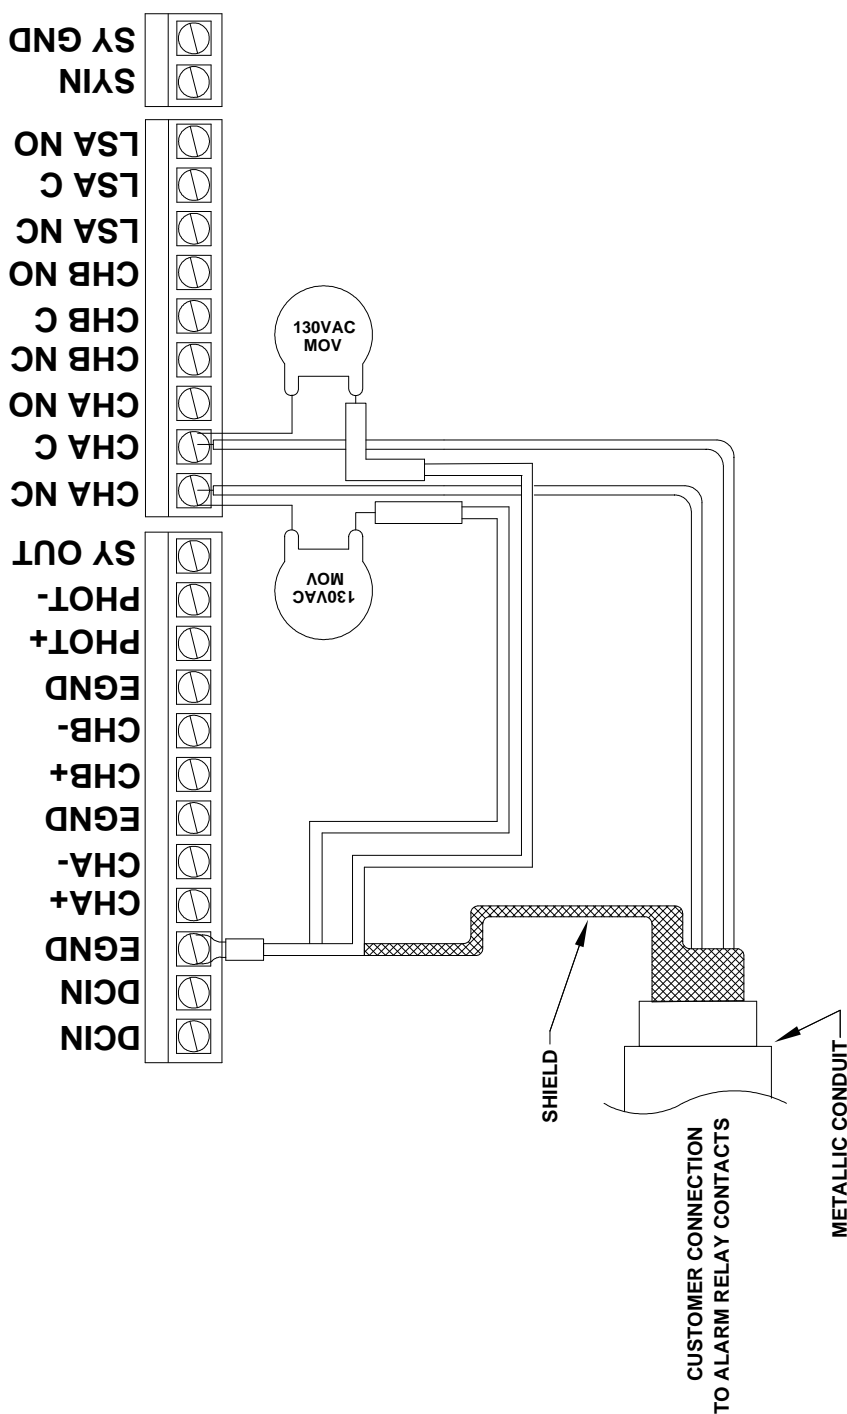 SY GND
SYIN
LSA NO
LSA C
LSA NC
CHB NO
CHB C
CHB NC
CHA NO
CHA C
CHA NC
SY OUT
PHOT-
PHOT+
EGND
CHB-
CHB+
EGND
CHA-
CHA+
EGND
DCIN
DCIN
130VAC
MOV
130VAC
MOV
SHIELD
CUSTOMER CONNECTION
TO ALARM RELAY CONTACTS
METALLIC CONDUIT